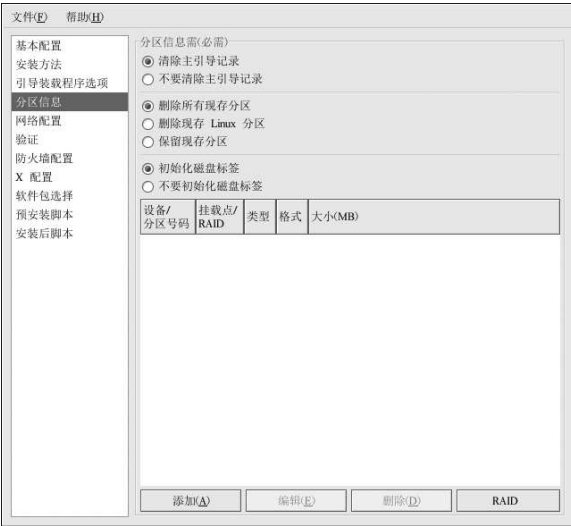 文件(F) 帮助(H)
基本配置
安装方法
引导装载程序选项
分区信息
网络配置
验证
防火墙配置
X 配置
软件包选择
预安装脚本
安装后脚本
分区信息需(必需)
清除主引导记录
不要清除主引导记录
删除所有现存分区
删除现存 Linux 分区
保留现存分区
初始化磁盘标签
不要初始化磁盘标签
设备/
分区号码
挂载点/
RAID
类型
格式
大小(MB)
添加(A) 编辑(E) 删除(D) RAID